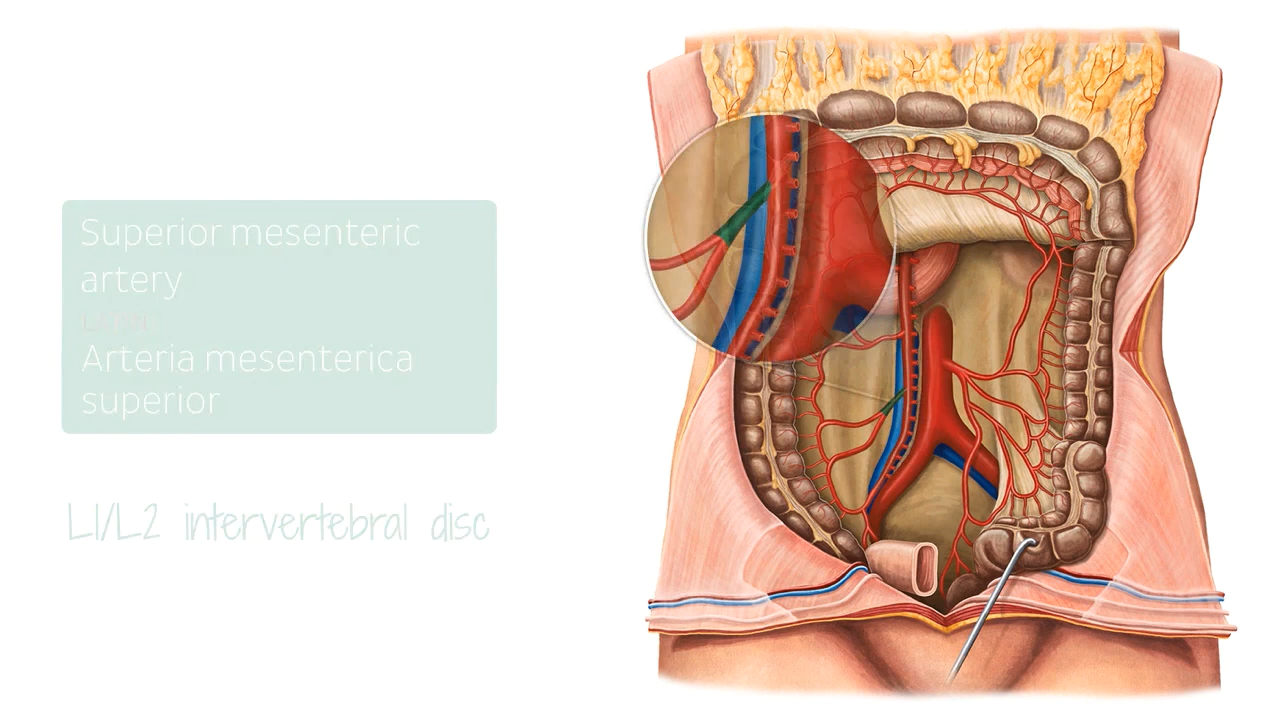 Superior mesenteric
artery
Arteria mesenterica
superior
L1/L2 intervertebral disc